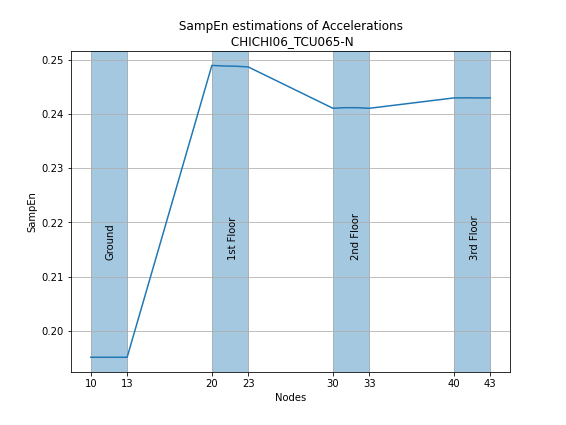 SampEn estimations of Accelerations
CHICHI06_TCU065-N
0.25
0.24
0.23
0.22
0.21
0.20
SampEn
Ground
1st Floor
2nd Floor
3rd Floor
10 13 20 23 30 33 40 43
Nodes